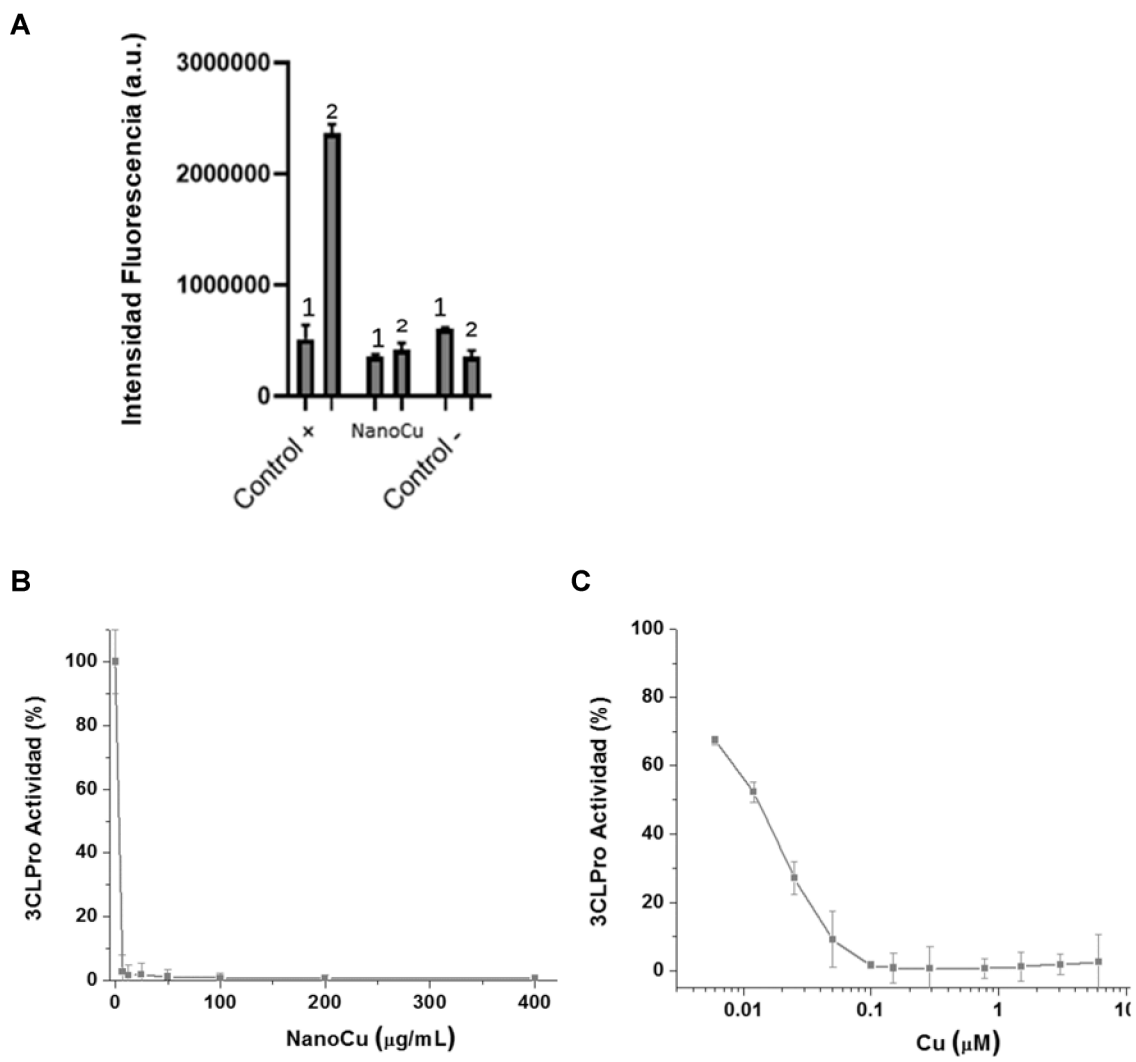 A
Intensidad Fluorescencia (a.u.)
3000000
2000000
1000000
0
1
2
1
2
1
2
Control +
NanoCu
Control -
B
3CLPro Actividad (%)
100
80
60
40
20
0
0
100
200
300
400
NanoCu (μg/mL)
C
3CLPro Actividad (%)
100
80
60
40
20
0
0.01
0.1
1
10
Cu (μM)